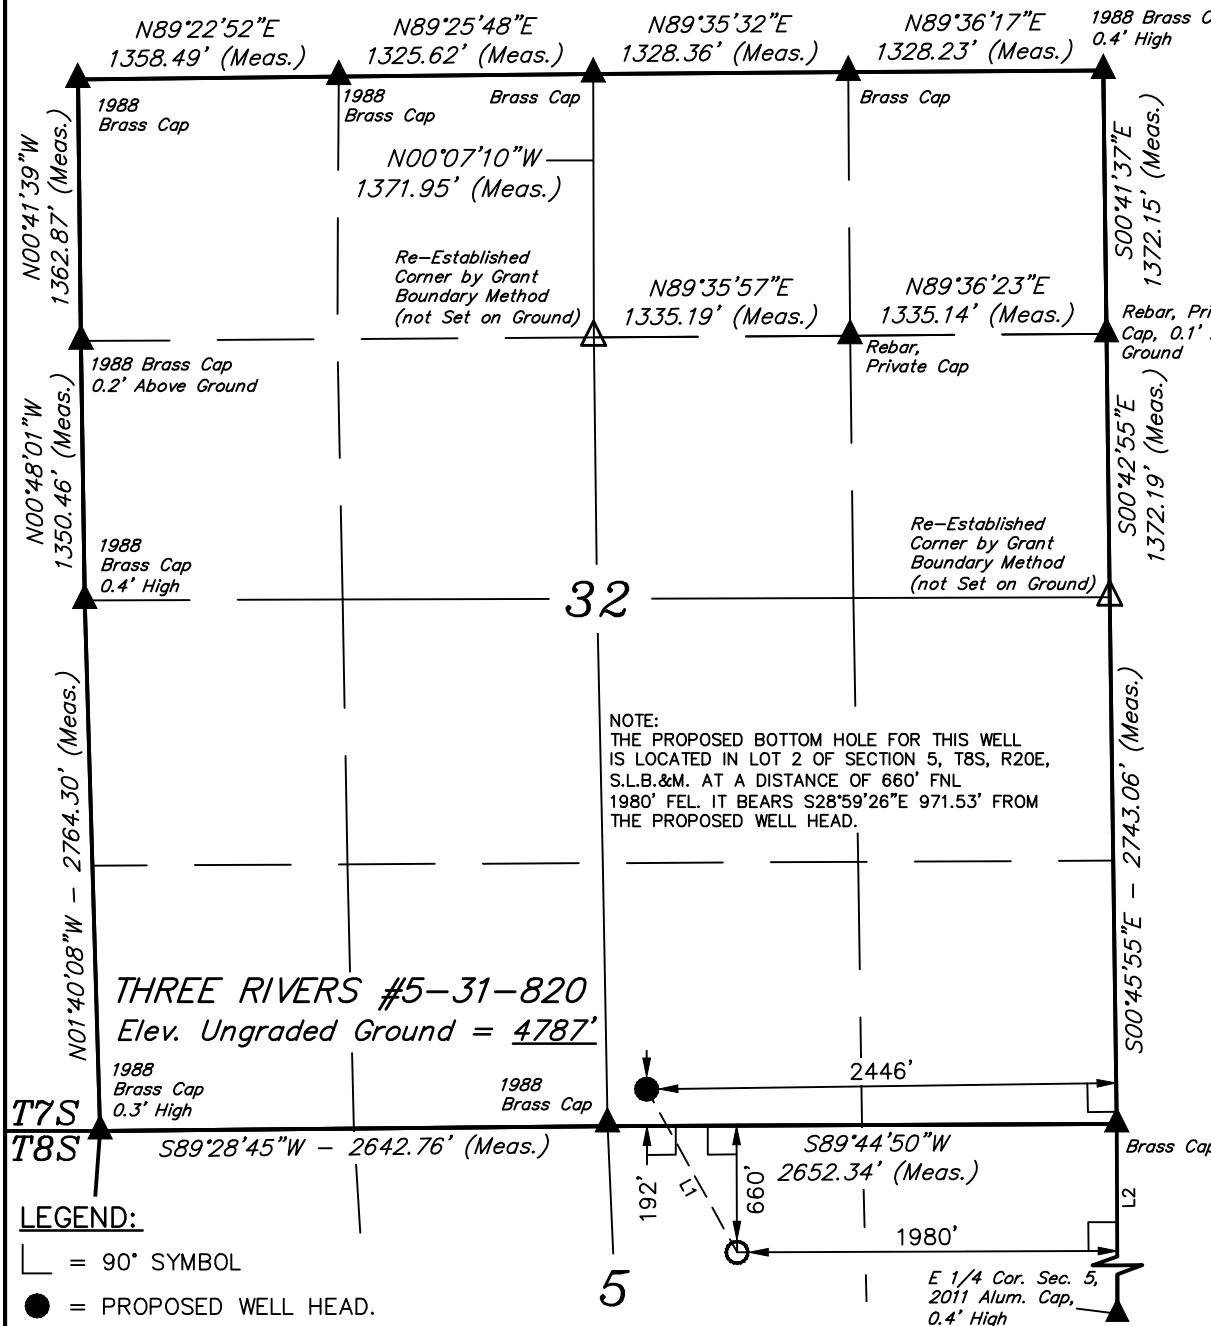 N89°22'52"E
1358.49' (Meas.)
N89°25'48"E
1325.62' (Meas.)
N89°35'32"E
1328.36' (Meas.)
N89°36'17"E
1328.23' (Meas.)
1988 Brass
0.4' High
1988
Brass Cap
1988
Brass Cap
Brass Cap
Brass Cap
N00°41'39"W
1362.87' (Meas.)
N00°07'10"W
1371.95' (Meas.)
S00°41'37"E
1372.15' (Meas.)
Re-Established
Corner by Grant
Boundary Method
(not Set on Ground)
N89°35'57"E
1335.19' (Meas.)
N89°36'23"E
1335.14' (Meas.)
Rebar,
Cap, 0.1'
Ground
1988 Brass Cap
0.2' Above Ground
Rebar,
Private Cap
N00°48'01"W
1350.46' (Meas.)
S00°42'55"E
1372.19' (Meas.)
1988
Brass Cap
0.4' High
Re-Established
Corner by Grant
Boundary Method
(not Set on Ground)
32
N01°40'08"W - 2764.30' (Meas.)
NOTE:
THE PROPOSED BOTTOM HOLE FOR THIS WELL
IS LOCATED IN LOT 2 OF SECTION 5, T8S, R20E,
S.L.B.&M. AT A DISTANCE OF 660' FNL
1980' FEL. IT BEARS S28°59'26"E 971.53' FROM
THE PROPOSED WELL HEAD.
S00°45'55"E - 2743.06' (Meas.)
THREE RIVERS #5-31-820
Elev. Ungraded Ground = 4787'
1988
Brass Cap
0.3' High
1988
Brass Cap
2446'
T7S
T8S
S89°28'45"W - 2642.76' (Meas.)
S89°44'50"W
2652.34' (Meas.)
Brass Cap
192'
L1
660'
L2
1980'
LEGEND:
= 90° SYMBOL
= PROPOSED WELL HEAD.
5
E 1/4 Cor. Sec. 5,
2011 Alum. Cap,
0.4' High